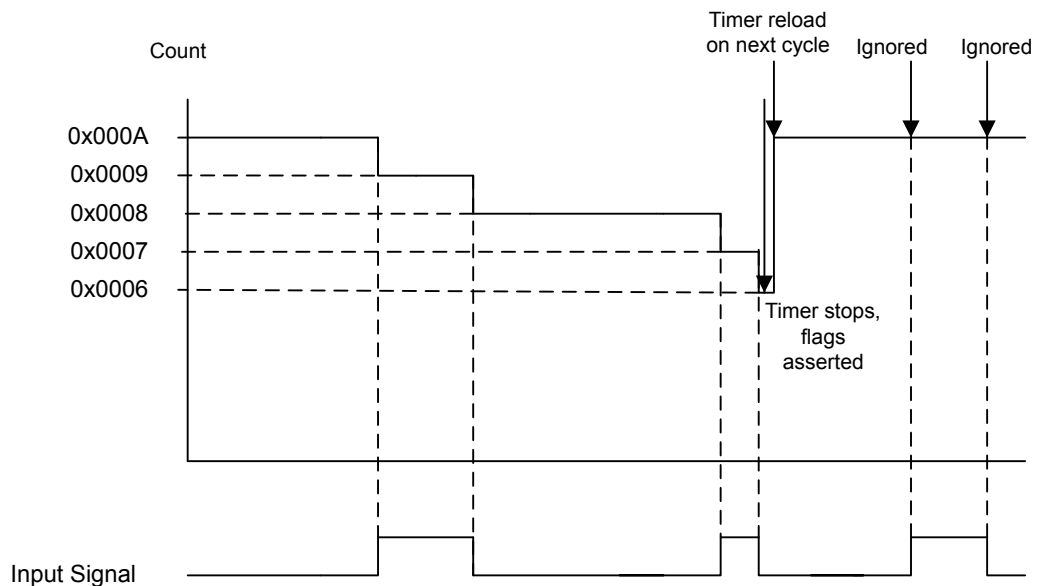 Timer reload
on next cycle
Ignored
Ignored
Count
0x000A
0x0009
0x0008
0x0007
0x0006
Timer stops,
flags
asserted
Input Signal